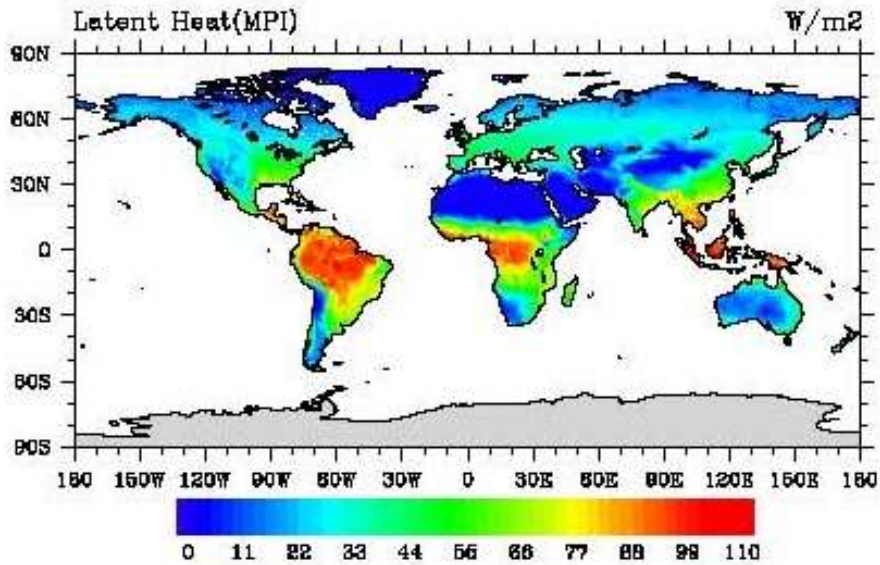 Latent Heat(MPI) W/m2
90N
60N
30N
0
30S
60S
90S
180 150W 120W 90W 60W 30W 0 30E 60E 90E 120E 150E 180
0 11 22 33 44 55 66 77 88 99 110